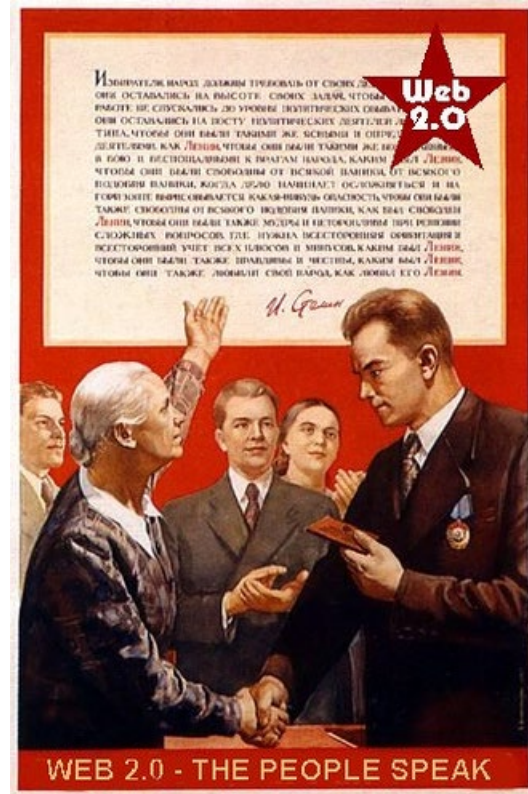 Избиратели, народ должны требовать от своих
они оставались на высоте своих задач, чтобы
работе не спускались до уровня политических
они оставались на посту политических деятелей
тина, чтобы они были такими же ясными и
деятелями, как Ленин, чтобы они были такими же
в бою и беспощадными к врагам народа, каким был Ленин,
чтобы они были свободны от всякой паники, от всякого
подобия паники, когда дело начинает осложняться и на
горизонте вырисовывается какая-нибудь опасность, чтобы они были
также свободны от всякого подобия паники, как был свободен
Ленин, чтобы они были также мудры и неторопливы при решении
сложных вопросов, где нужна всесторонняя ориентация и
всесторонний учет всех плюсов и минусов, каким был Ленин,
чтобы они были также правдивы и честны, каким был Ленин,
чтобы они также любили свой народ, как любил его Ленин.
И. Сталин
Web
2.0
WEB 2.0 - THE PEOPLE SPEAK